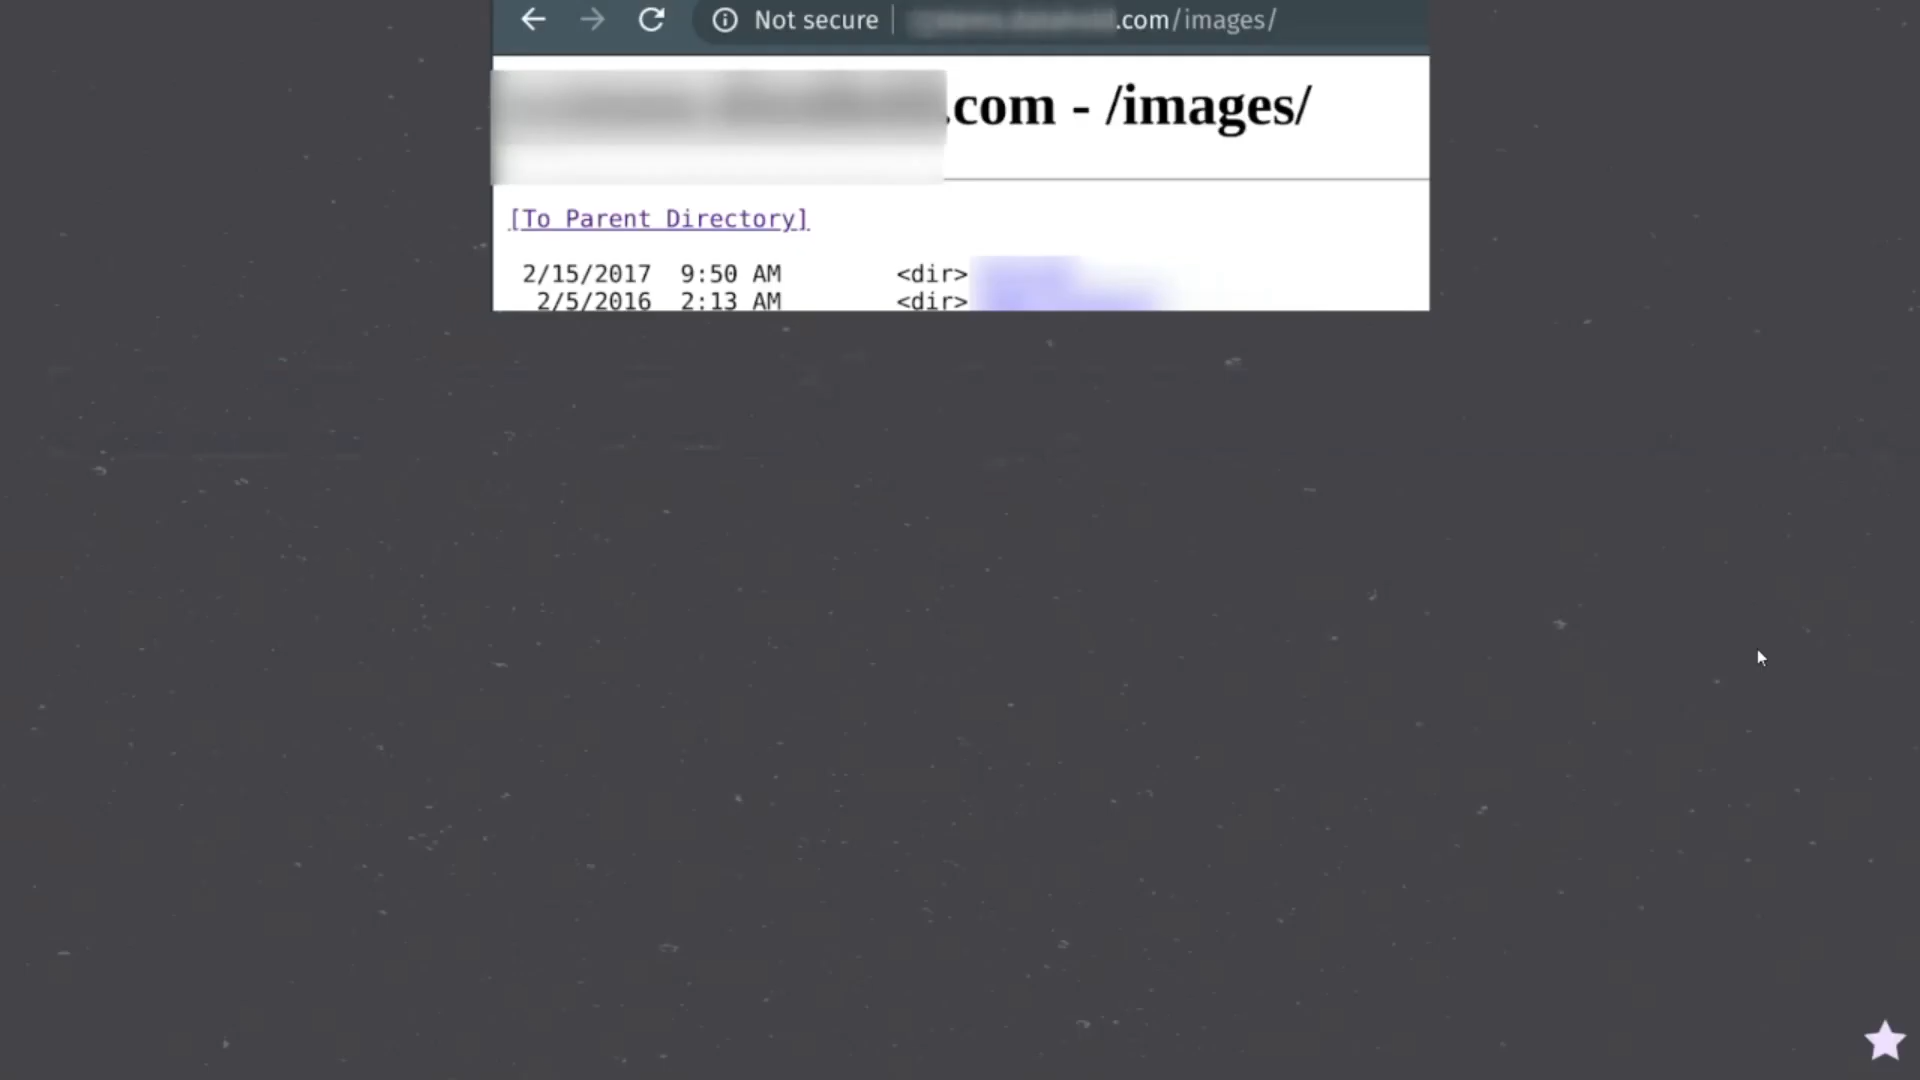 Not secure .com/images/
.com - /images/
[To Parent Directory]
2/15/2017 9:50 AM <dir>
2/5/2016 2:13 AM <dir>